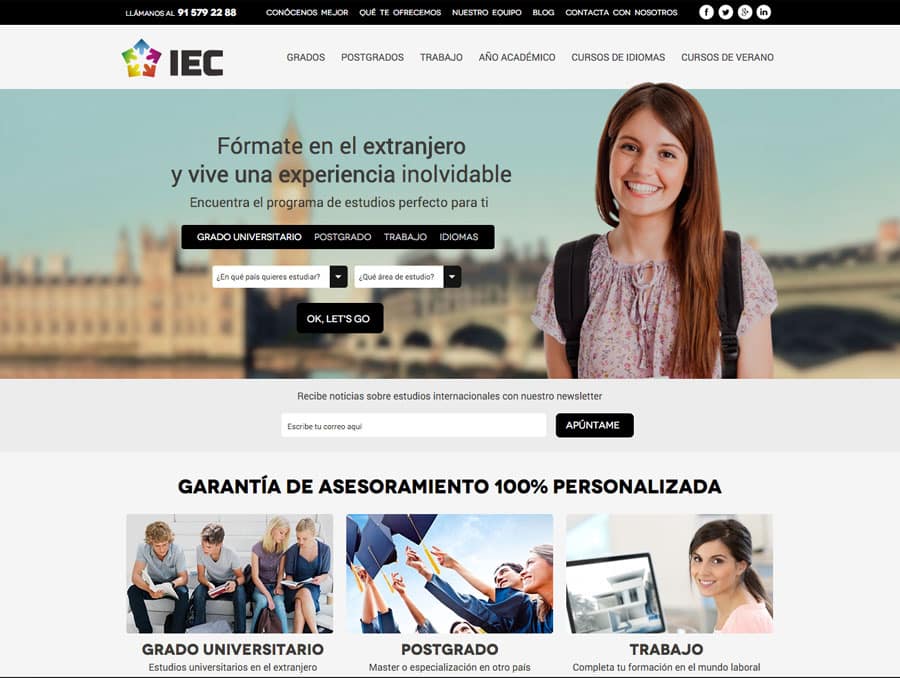 LLÁMANOS AL 91 579 22 88
CONÓCENOS MEJOR QUÉ TE OFRECEMOS NUESTRO EQUIPO BLOG CONTACTA CON NOSOTROS
IEC
GRADOS POSTGRADOS TRABAJO AÑO ACADÉMICO CURSOS DE IDIOMAS CURSOS DE VERANO
Fórmate en el extranjero
y vive una experiencia inolvidable
Encuentra el programa de estudios perfecto para ti
GRADO UNIVERSITARIO POSTGRADO TRABAJO IDIOMAS
¿En qué país quieres estudiar? ¿Qué área de estudio?
OK, LET'S GO
Recibe noticias sobre estudios internacionales con nuestro newsletter
Escribe tu correo aquí APÚNTAME
GARANTÍA DE ASESORAMIENTO 100% PERSONALIZADA
GRADO UNIVERSITARIO
Estudios universitarios en el extranjero
POSTGRADO
Master o especialización en otro país
TRABAJO
Completa tu formación en el mundo laboral